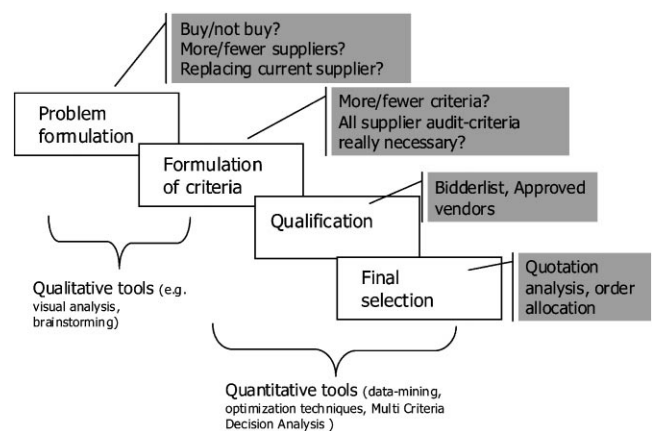 Buy/not buy?
More/fewer suppliers?
Replacing current supplier?
Problem
formulation
More/fewer criteria?
All supplier audit-criteria
really necessary?
Formulation
of criteria
Bidderlist, Approved
vendors
Qualification
Final
selection
Quotation
analysis, order
allocation
Qualitative tools (e.g.
visual analysis,
brainstorming)
Quantitative tools (data-mining,
optimization techniques, Multi Criteria
Decision Analysis )